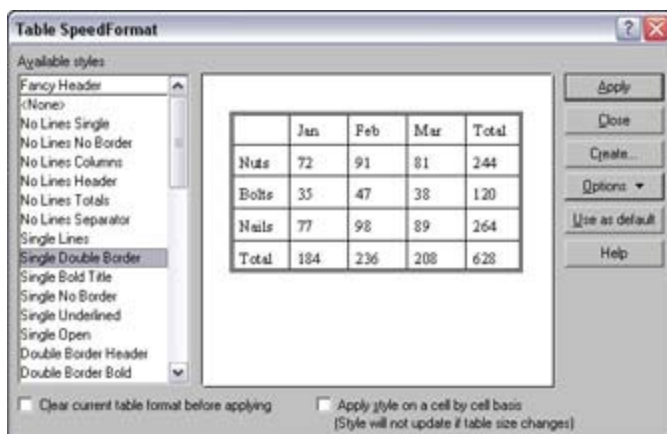 Table SpeedFormat
Available styles
Fancy Header
<None>
No Lines Single
No Lines No Border
No Lines Columns
No Lines Header
No Lines Totals
No Lines Separator
Single Lines
Single Double Border
Single Bold Title
Single No Border
Single Underlined
Single Open
Double Border Header
Double Border Bold
Jan Feb Mar Total
Nuts 72 91 81 244
Bolts 35 47 38 120
Nails 77 98 89 264
Total 184 236 208 628
Apply
Close
Create...
Options
Use as default
Help
Clear current table format before applying
Apply style on a cell by cell basis
(Style will not update if table size changes)